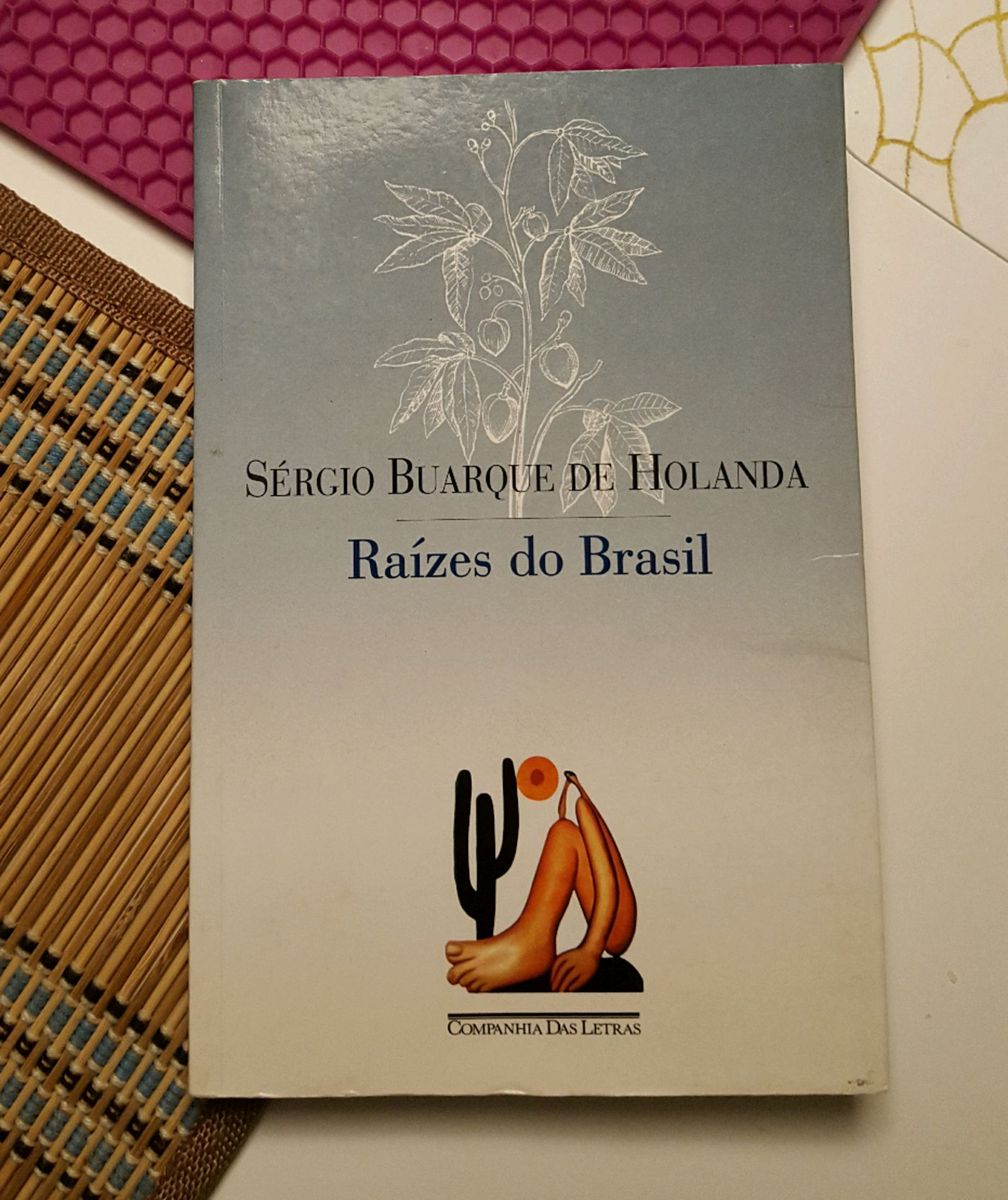 SÉRGIO BUARQUE DE HOLANDA
Raízes do Brasil
COMPANHIA DAS LETRAS